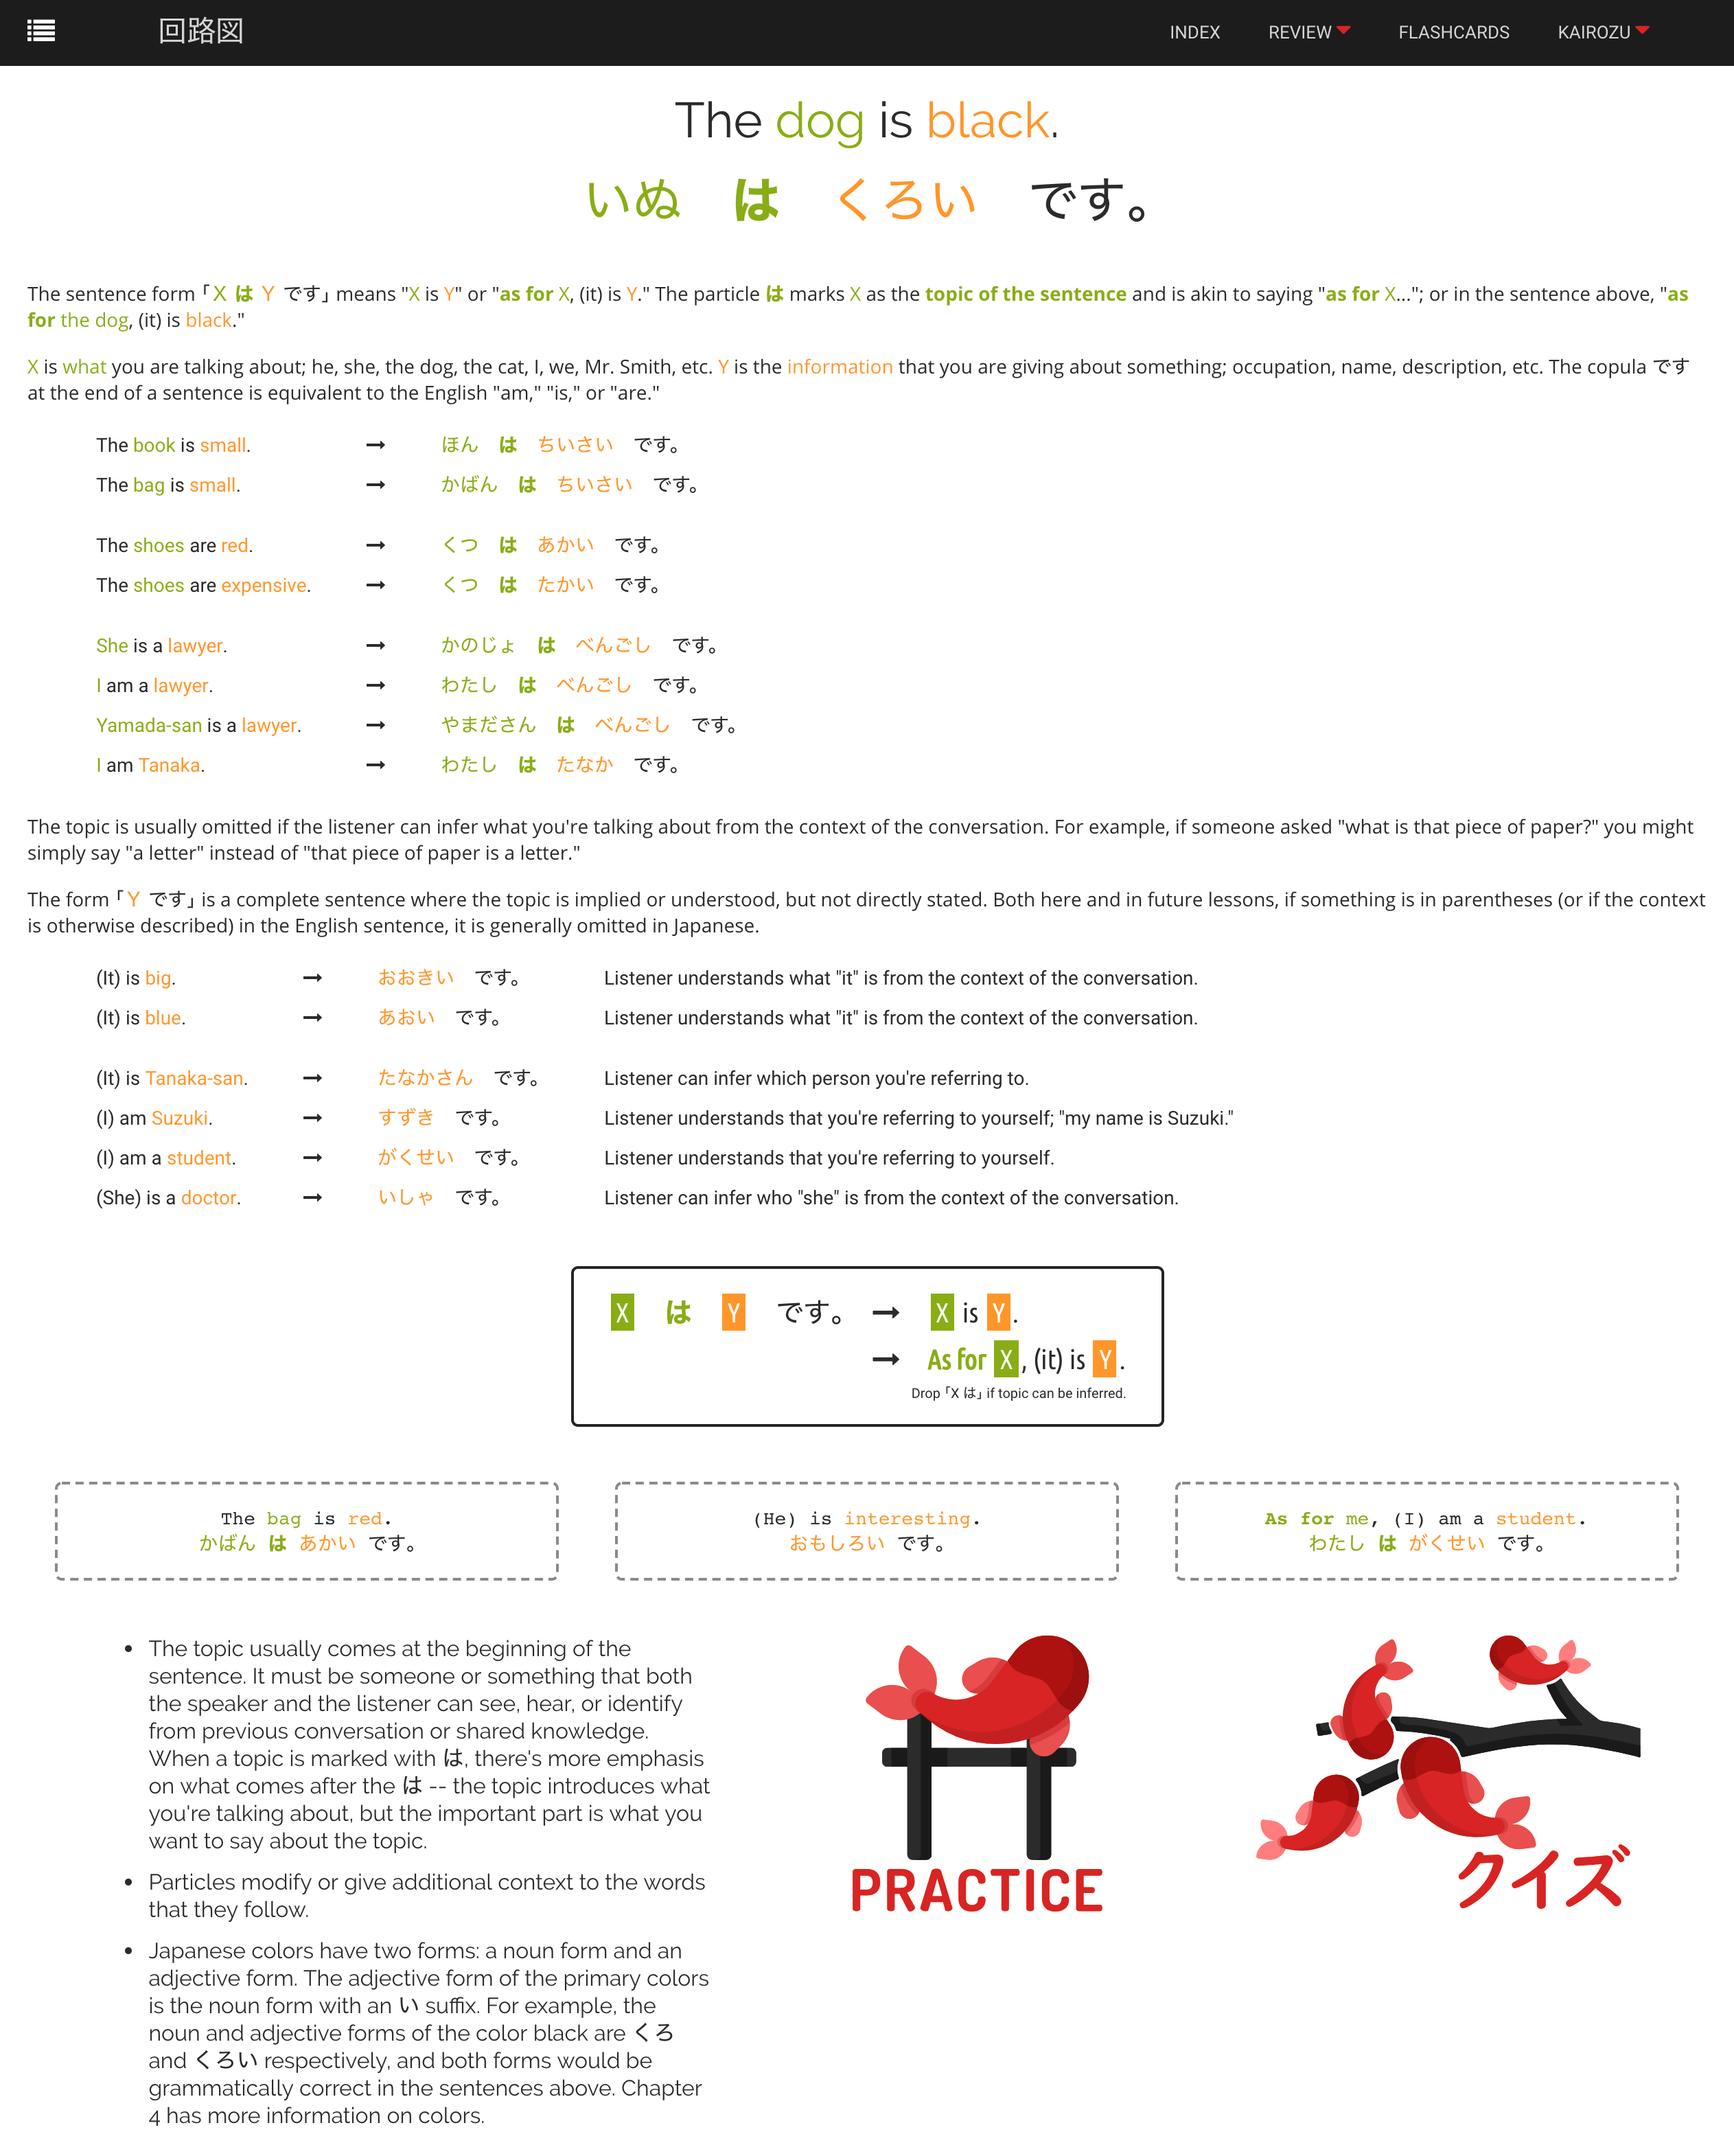 回路図
INDEX REVIEW FLASHCARDS KAIROZU
The dog is black.
いぬ は くろい です。
The sentence form「X は Y です」means "X is Y" or "as for X, (it) is Y." The particle は marks X as the topic of the sentence and is akin to saying "as for X..."; or in the sentence above, "as
for the dog, (it) is black."
X is what you are talking about; he, she, the dog, the cat, I, we, Mr. Smith, etc. Y is the information that you are giving about something; occupation, name, description, etc. The copula です
at the end of a sentence is equivalent to the English "am," "is," or "are."
The book is small. → ほん は ちいさい です。
The bag is small. → かばん は ちいさい です。
The shoes are red. → くつ は あかい です。
The shoes are expensive. → くつ は たかい です。
She is a lawyer. → かのじょ は べんごし です。
I am a lawyer. → わたし は べんごし です。
Yamada-san is a lawyer. → やまださん は べんごし です。
I am Tanaka. → わたし は たなか です。
The topic is usually omitted if the listener can infer what you're talking about from the context of the conversation. For example, if someone asked "what is that piece of paper?" you might
simply say "a letter" instead of "that piece of paper is a letter."
The form「Y です」is a complete sentence where the topic is implied or understood, but not directly stated. Both here and in future lessons, if something is in parentheses (or if the context
is otherwise described) in the English sentence, it is generally omitted in Japanese.
(It) is big. → おおきい です。 Listener understands what "it" is from the context of the conversation.
(It) is blue. → あおい です。 Listener understands what "it" is from the context of the conversation.
(It) is Tanaka-san. → たなかさん です。 Listener can infer which person you're referring to.
(I) am Suzuki. → すずき です。 Listener understands that you're referring to yourself; "my name is Suzuki."
(I) am a student. → がくせい です。 Listener understands that you're referring to yourself.
(She) is a doctor. → いしゃ です。 Listener can infer who "she" is from the context of the conversation.
X は Y です。 → X is Y.
→ As for X, (it) is Y.
Drop「X は」if topic can be inferred.
The bag is red.
かばん は あかい です。
(He) is interesting.
おもしろい です。
As for me, (I) am a student.
わたし は がくせい です。
• The topic usually comes at the beginning of the
sentence. It must be someone or something that both
the speaker and the listener can see, hear, or identify
from previous conversation or shared knowledge.
When a topic is marked with は, there's more emphasis
on what comes after the は -- the topic introduces what
you're talking about, but the important part is what you
want to say about the topic.
• Particles modify or give additional context to the words
that they follow.
• Japanese colors have two forms: a noun form and an
adjective form. The adjective form of the primary colors
is the noun form with an い suffix. For example, the
noun and adjective forms of the color black are くろ
and くろい respectively, and both forms would be
grammatically correct in the sentences above. Chapter
4 has more information on colors.
PRACTICE
クイズ